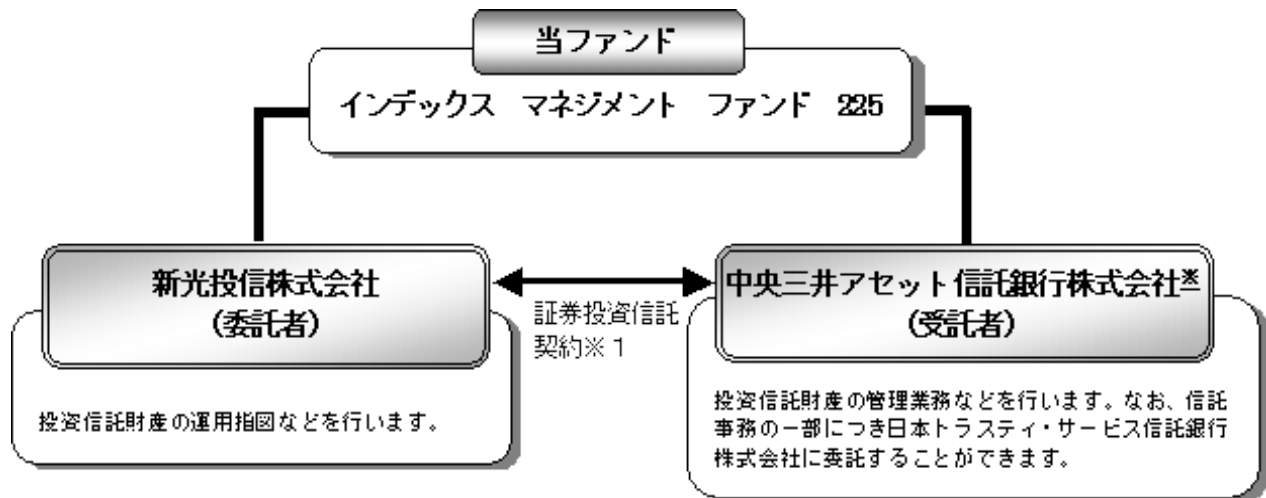 当ファンド
インデックス マネジメント ファンド 225
新光投信株式会社
(委託者)
証券投資信託
契約※1
中央三井アセット信託銀行株式会社※
(受託者)
投資信託財産の運用指図などを行います。
投資信託財産の管理業務などを行います。なお、信託
事務の一部につき日本トラスティ・サービス信託銀行
株式会社に委託することができます。